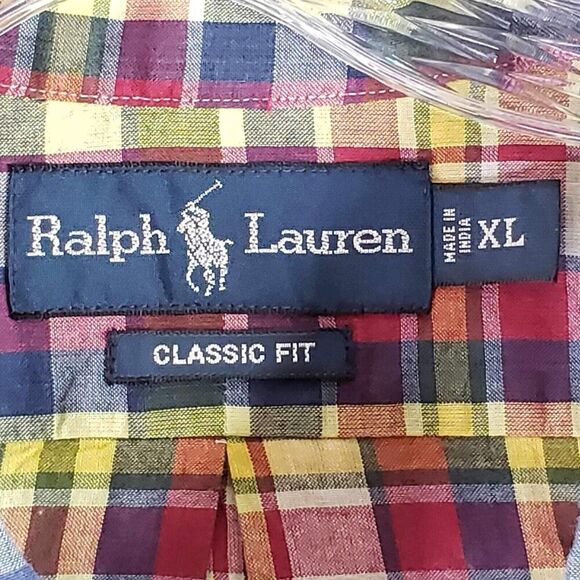 Ralph Lauren
MADE IN
INDIA
XL
CLASSIC FIT